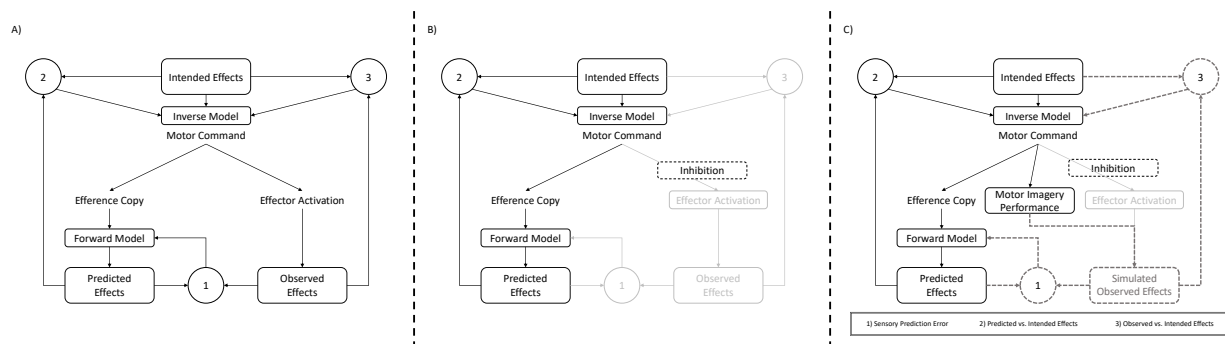 A)
2
Intended Effects
3
Inverse Model
Motor Command
Efference Copy
Effector Activation
Forward Model
Predicted
Effects
1
Observed
Effects
B)
2
Intended Effects
3
Inverse Model
Motor Command
Inhibition
Efference Copy
Effector Activation
Forward Model
Predicted
Effects
1
Observed
Effects
C)
2
Intended Effects
3
Inverse Model
Motor Command
Inhibition
Efference Copy
Motor Imagery
Performance
Effector Activation
Forward Model
Predicted
Effects
1
Simulated
Observed Effects
1) Sensory Prediction Error 2) Predicted vs. Intended Effects 3) Observed vs. Intended Effects